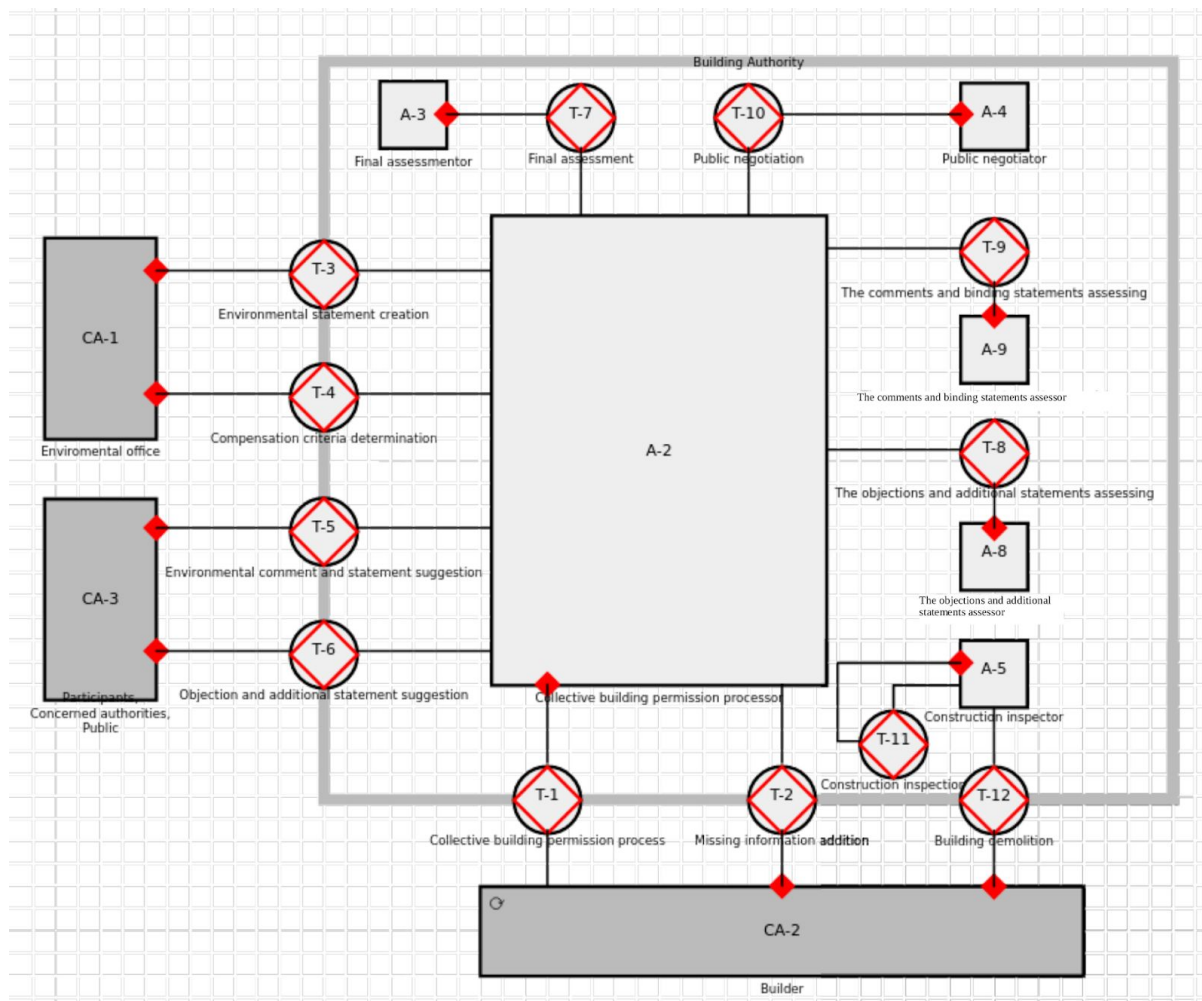 Building Authority
A-3
T-7
T-10
A-4
Final assessmentor
Final assessment
Public negotiation
Public negotiator
T-3
T-9
Environmental statement creation
The comments and binding statements assessing
CA-1
A-9
T-4
The comments and binding statements assessor
Compensation criteria determination
Enviromental office
A-2
T-8
The objections and additional statements assessing
T-5
A-8
Environmental comment and statement suggestion
CA-3
The objections and additional
statements assessor
T-6
A-5
Objection and additional statement suggestion
Participants,
Concerned authorities,
Public
Collective building permission processor
Construction inspector
T-11
Construction inspection
T-1
T-2
T-12
Collective building permission process
Missing information addition
Building demolition
CA-2
Builder